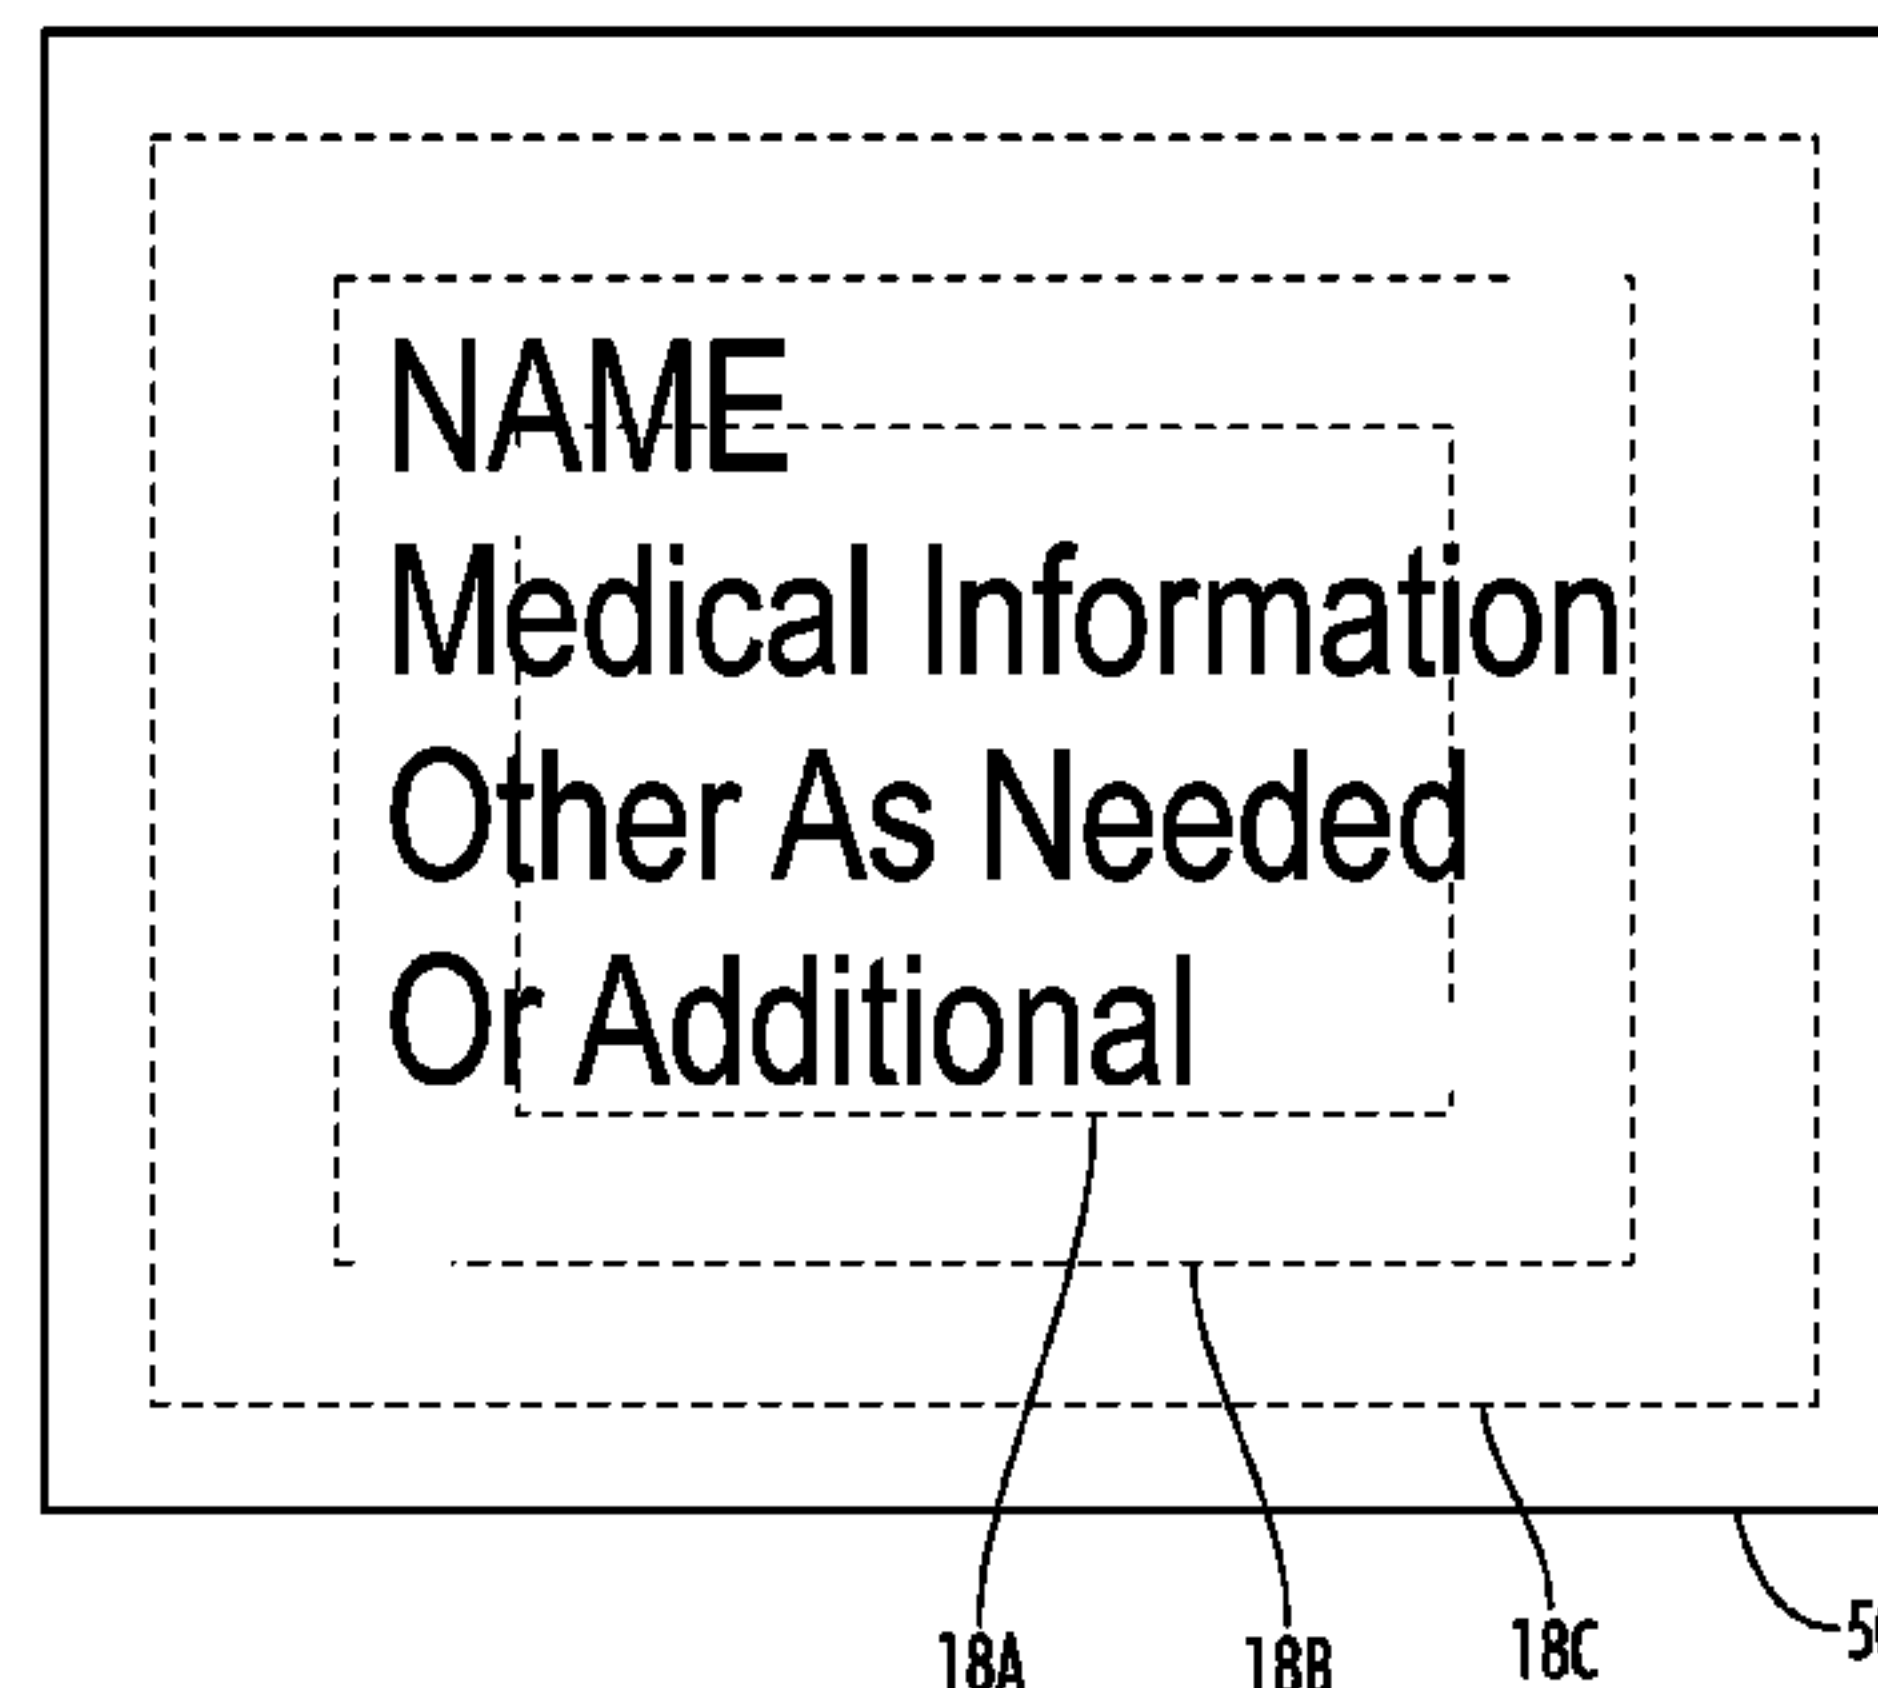 NAME
Medical Information
Other As Needed
Or Additional
18A 18B 18C